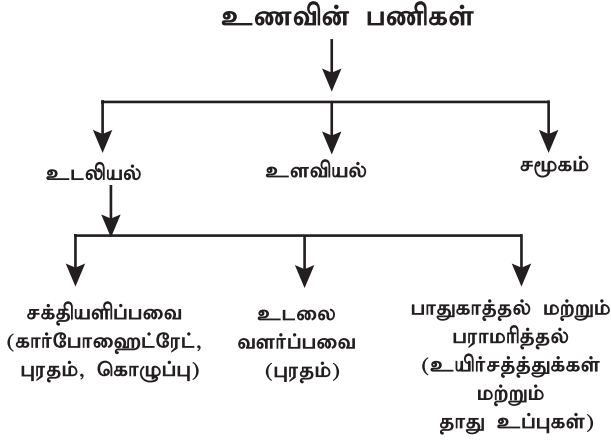 உணவின் பணிகள்
உடலியல்
உளவியல்
சமூகம்
சக்தியளிப்பவை
(கார்போஹைட்ரேட்,
புரதம், கொழுப்பு)
உடலை
வளர்ப்பவை
(புரதம்)
பாதுகாத்தல் மற்றும்
பராமரித்தல்
(உயிர்சத்த்துக்கள்
மற்றும்
தாது உப்புகள்)